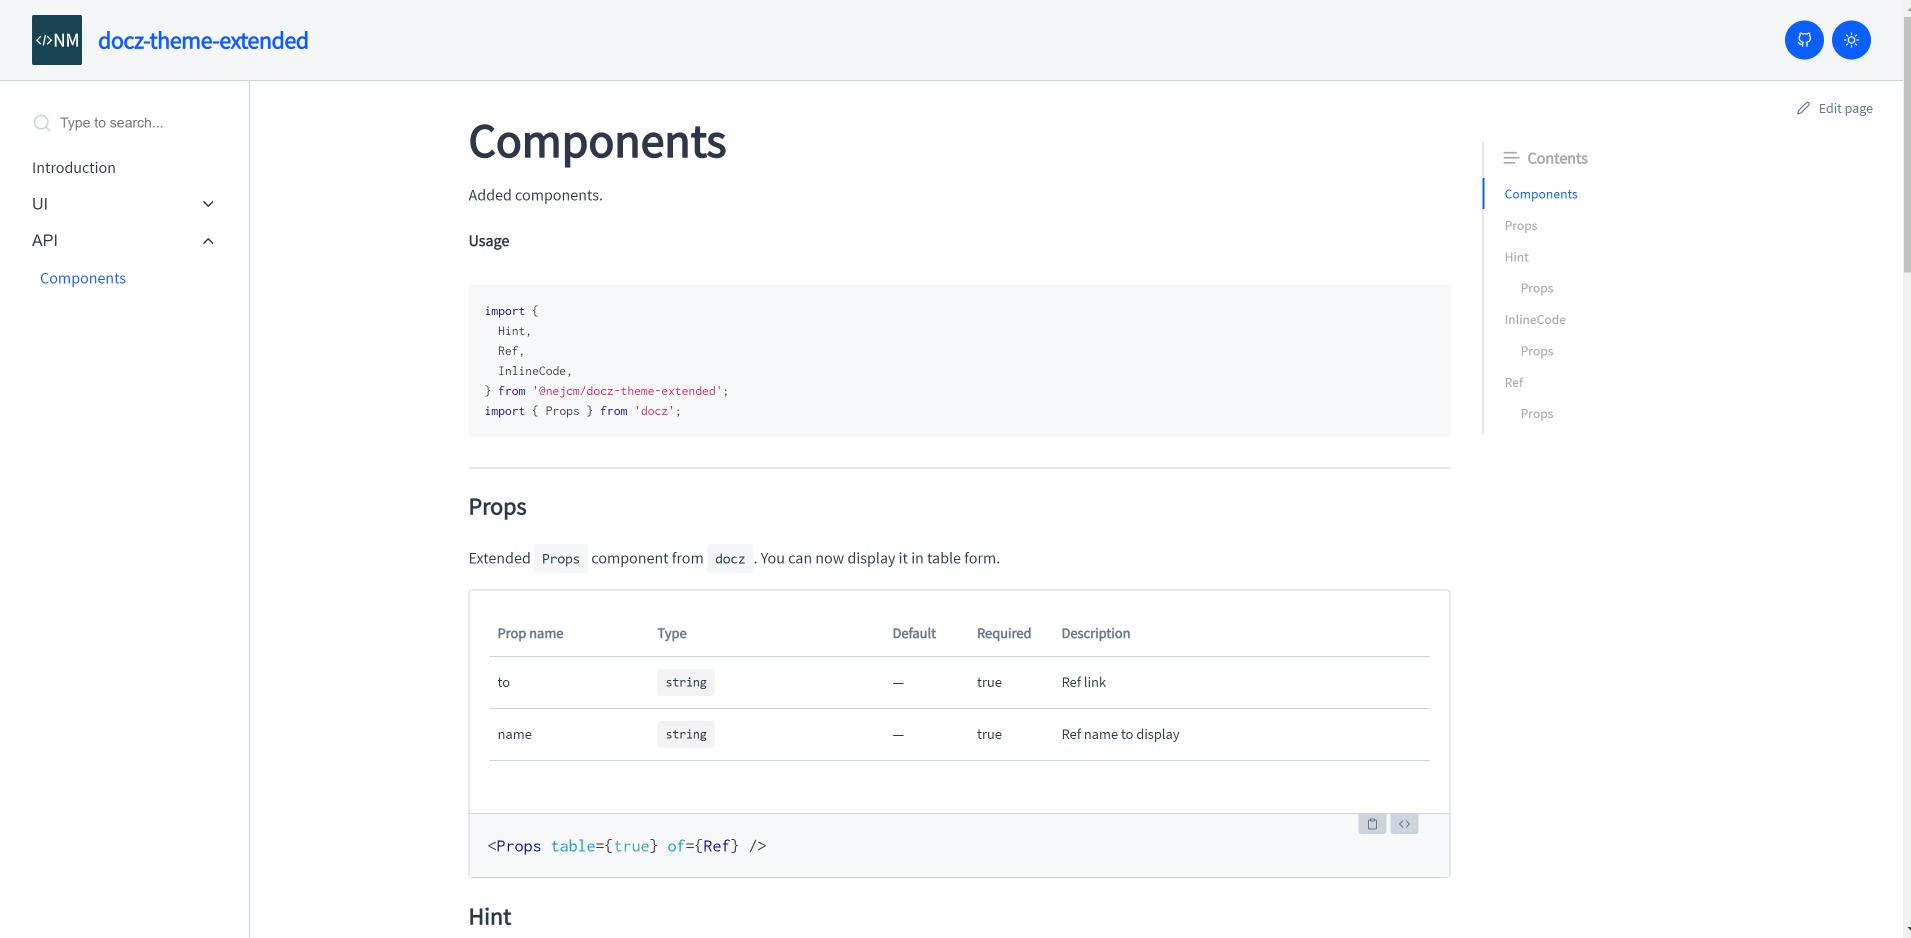 </>NM docz-theme-extended
Type to search...
Introduction
UI
API
Components
Edit page
Components
Added components.
Usage
import {
  Hint,
  Ref,
  InlineCode,
} from '@nejcm/docz-theme-extended';
import { Props } from 'docz';
Props
Extended Props component from docz. You can now display it in table form.
Prop name Type Default Required Description
to string — true Ref link
name string — true Ref name to display
<Props table={true} of={Ref} />
Hint
Contents
Components
Props
Hint
Props
InlineCode
Props
Ref
Props